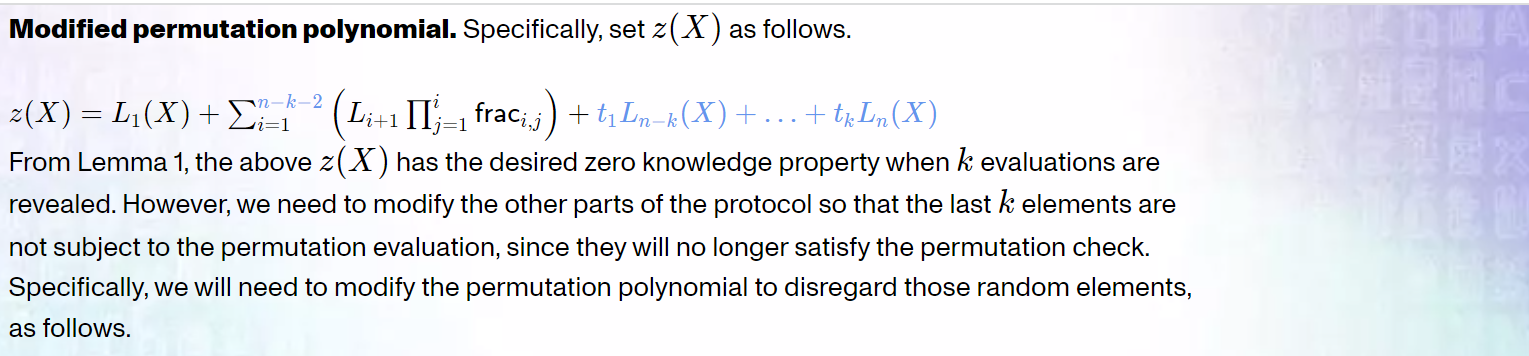 Modified permutation polynomial. Specifically, set z(X) as follows.
z(X) = L_1(X) + \sum_{i=1}^{n-k-2} \left( L_{i+1} \prod_{j=1}^{i} \mathsf{frac}_{i,j} \right) + t_1 L_{n-k}(X) + \ldots + t_k L_n(X)
From Lemma 1, the above z(X) has the desired zero knowledge property when k evaluations are
revealed. However, we need to modify the other parts of the protocol so that the last k elements are
not subject to the permutation evaluation, since they will no longer satisfy the permutation check.
Specifically, we will need to modify the permutation polynomial to disregard those random elements,
as follows.